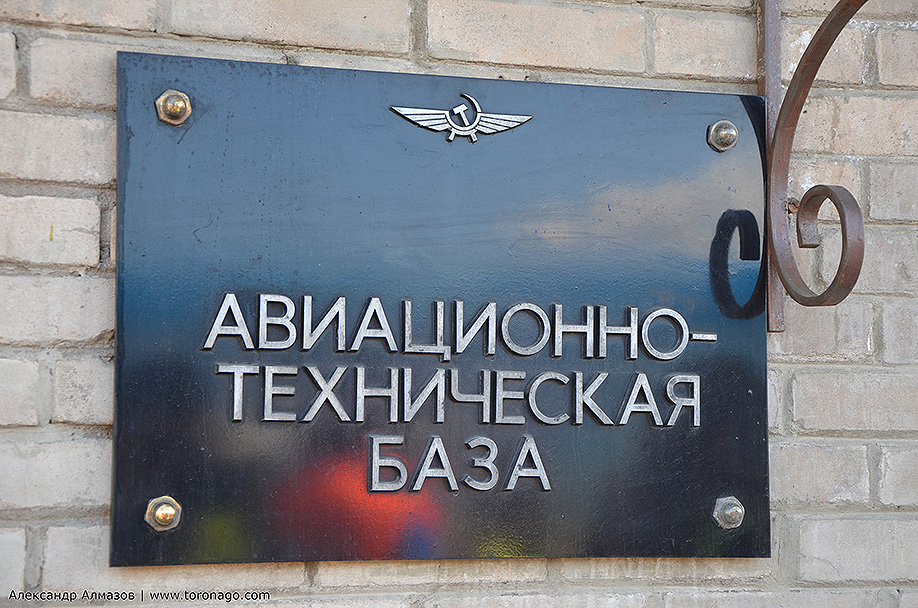 АВИАЦИОННО-
ТЕХНИЧЕСКАЯ
БАЗА
Александр Алмазов | www.toronago.com